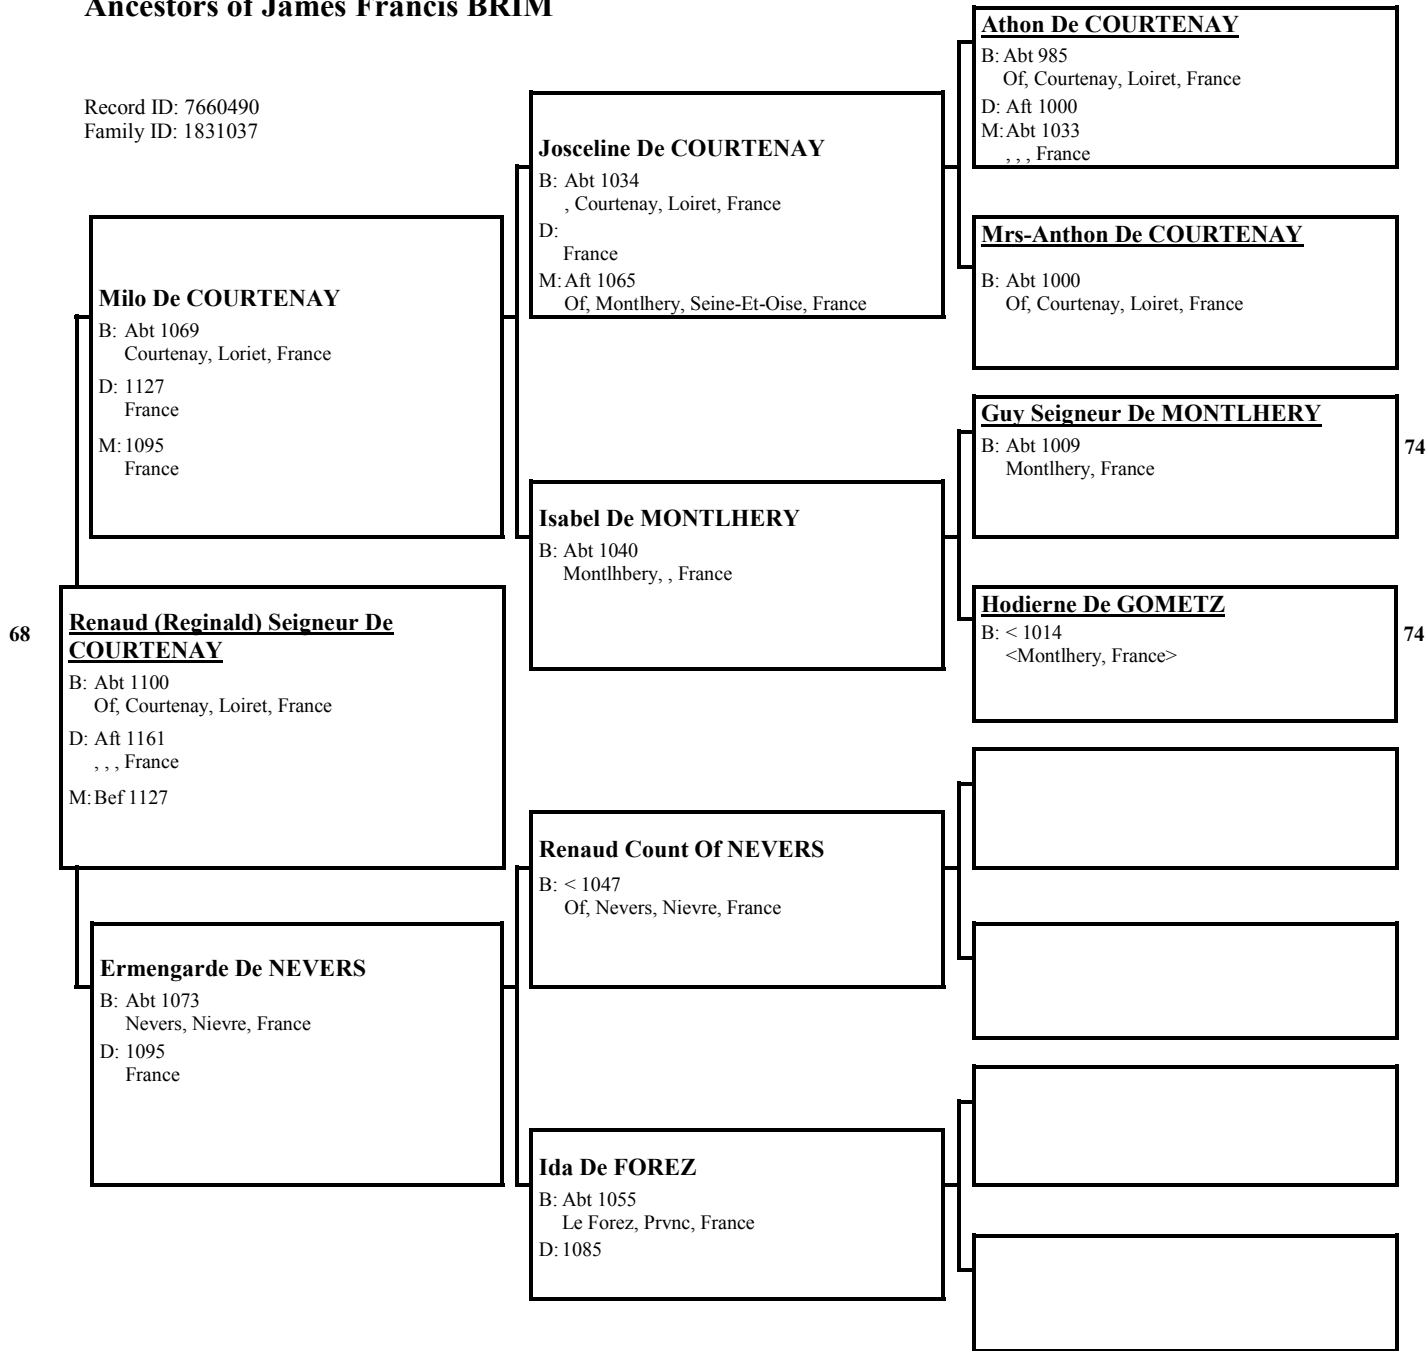 Ancestors of James Francis BRIM
Record ID: 7660490
Family ID: 1831037
Athon De COURTENAY
B: Abt 985
Of, Courtenay, Loiret, France
D: Aft 1000
M: Abt 1033
, , , France
Josceline De COURTENAY
B: Abt 1034
, Courtenay, Loiret, France
D:
France
M: Aft 1065
Of, Montlhery, Seine-Et-Oise, France
Mrs-Anthon De COURTENAY
B: Abt 1000
Of, Courtenay, Loiret, France
Milo De COURTENAY
B: Abt 1069
Courtenay, Loriet, France
D: 1127
France
M: 1095
France
Guy Seigneur De MONTLHERY
B: Abt 1009
Montlhery, France
74
Isabel De MONTLHERY
B: Abt 1040
Montlhbery, , France
Hodierne De GOMETZ
B: < 1014
<Montlhery, France>
74
68
Renaud (Reginald) Seigneur De
COURTENAY
B: Abt 1100
Of, Courtenay, Loiret, France
D: Aft 1161
, , , France
M: Bef 1127
Renaud Count Of NEVERS
B: < 1047
Of, Nevers, Nievre, France
Ermengarde De NEVERS
B: Abt 1073
Nevers, Nievre, France
D: 1095
France
Ida De FOREZ
B: Abt 1055
Le Forez, Prvnc, France
D: 1085